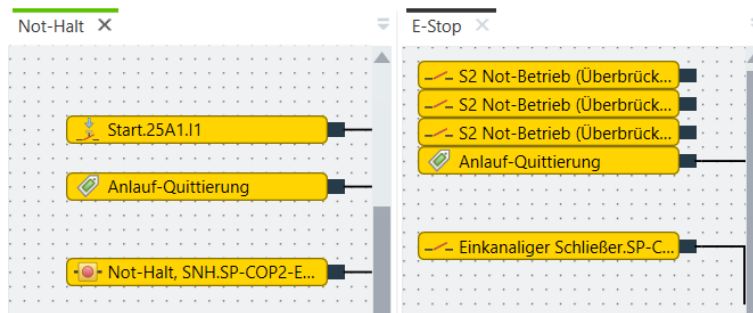 Not-Halt
Start.25A1.I1
Anlauf-Quittierung
Not-Halt, SNH.SP-COP2-E...
E-Stop
S2 Not-Betrieb (Überbrück...
S2 Not-Betrieb (Überbrück...
S2 Not-Betrieb (Überbrück...
Anlauf-Quittierung
Einkanaliger Schließer.SP-C...